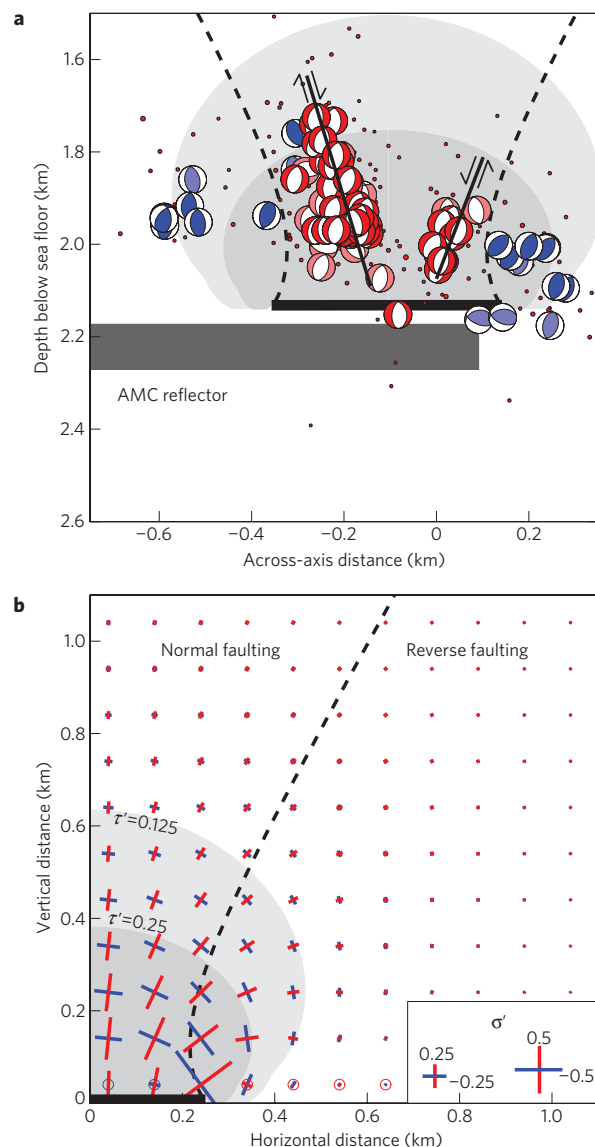 a
1.6
1.8
2.0
2.2
2.4
2.6
Depth below sea floor (km)
AMC reflector
−0.6
−0.4
−0.2
0
0.2
Across-axis distance (km)
b
1.0
0.8
0.6
0.4
0.2
0
Vertical distance (km)
Normal faulting
Reverse faulting
τ′=0.125
τ′=0.25
σ′
0.25
−0.25
0.5
−0.5
0
0.2
0.4
0.6
0.8
1.0
Horizontal distance (km)